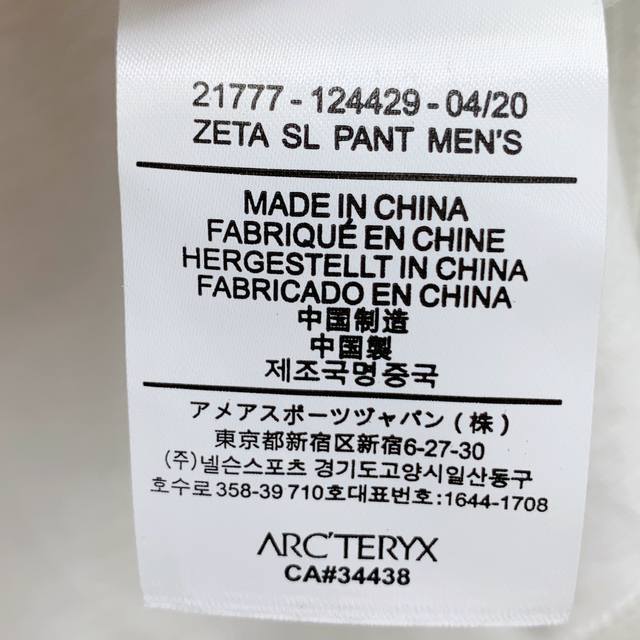 21777-124429-04/20
ZETA SL PANT MEN'S
MADE IN CHINA
FABRIQUÉ EN CHINE
HERGESTELLT IN CHINA
FABRICADO EN CHINA
中国制造
中国製
제조국명중국
アメアスポーツヅャパン(株)
東京都新宿区新宿6-27-30
(주)넬슨스포츠 경기도고양시일산동구
호수로358-39 710호대표번호:1644-1708
ARC'TERYX
CA#34438